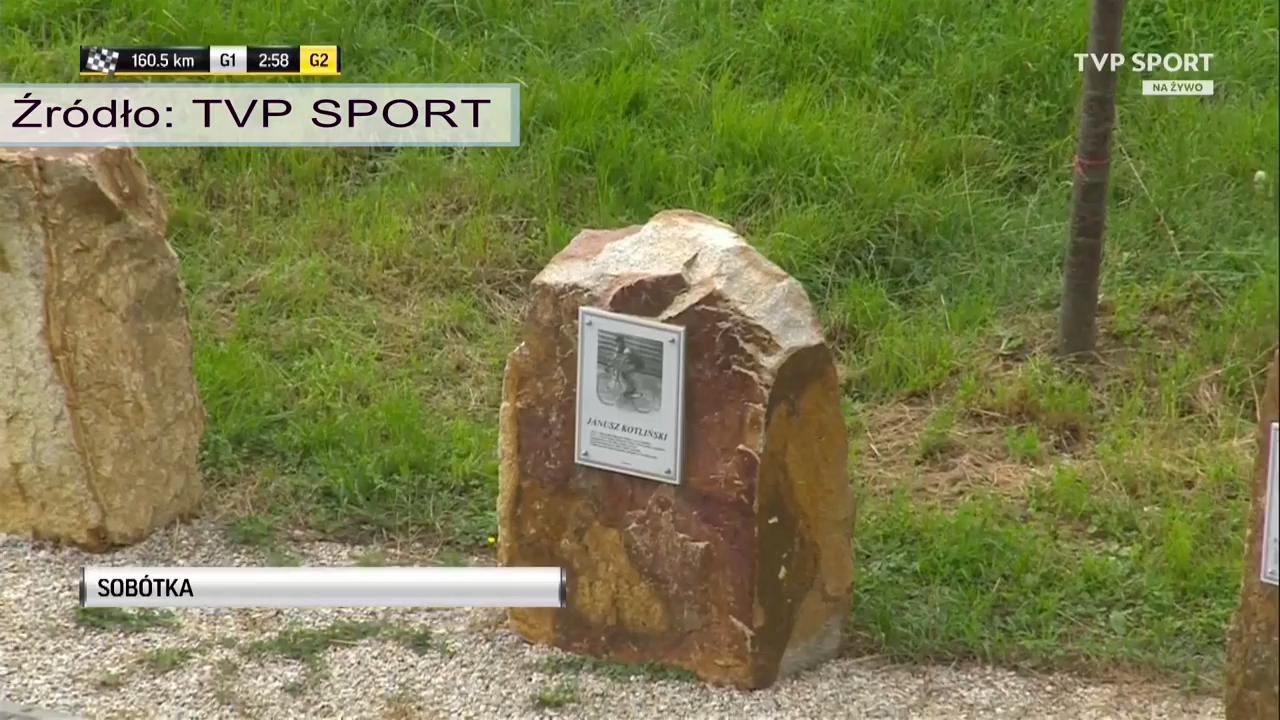 160.5 km G1 2:58 G2
TVP SPORT
NA ŻYWO
Źródło: TVP SPORT
JANUSZ KOTLIŃSKI
SOBÓTKA